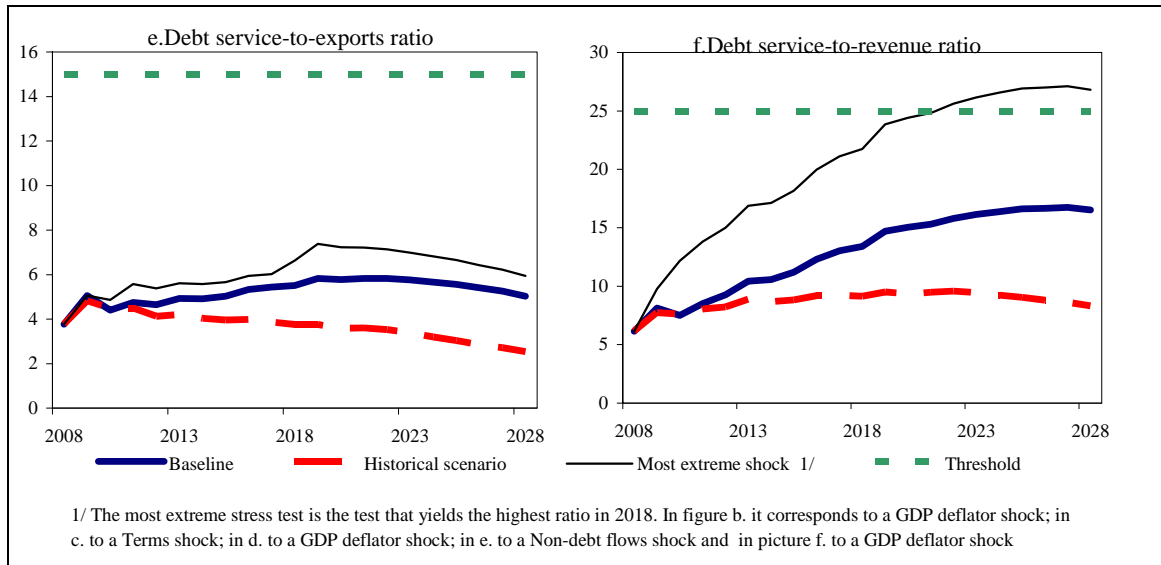 e.Debt service-to-exports ratio
16
14
12
10
8
6
4
2
0
2008 2013 2018 2023 2028
f.Debt service-to-revenue ratio
30
25
20
15
10
5
0
2008 2013 2018 2023 2028
Baseline Historical scenario Most extreme shock 1/ Threshold
1/ The most extreme stress test is the test that yields the highest ratio in 2018. In figure b. it corresponds to a GDP deflator shock; in
c. to a Terms shock; in d. to a GDP deflator shock; in e. to a Non-debt flows shock and in picture f. to a GDP deflator shock